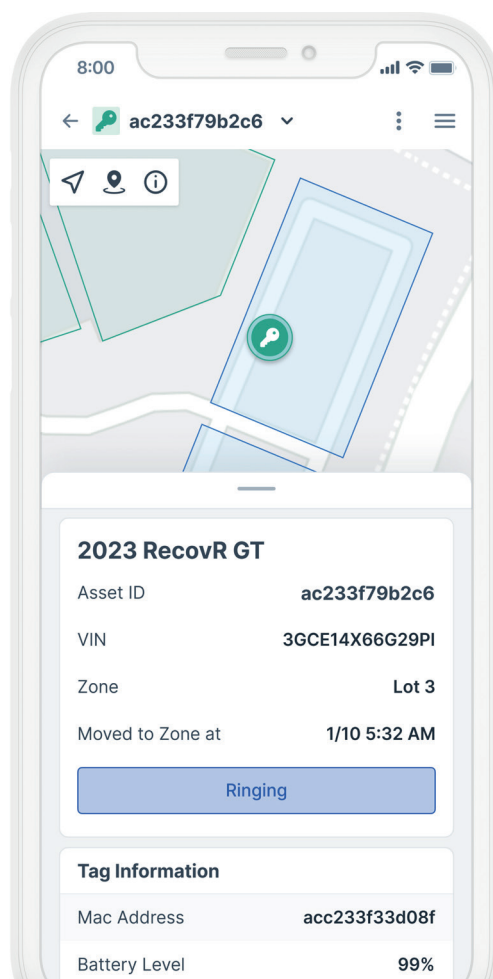 8:00
ac233f79b2c6
2023 RecovR GT
Asset ID ac233f79b2c6
VIN 3GCE14X66G29PI
Zone Lot 3
Moved to Zone at 1/10 5:32 AM
Ringing
Tag Information
Mac Address acc233f33d08f
Battery Level 99%